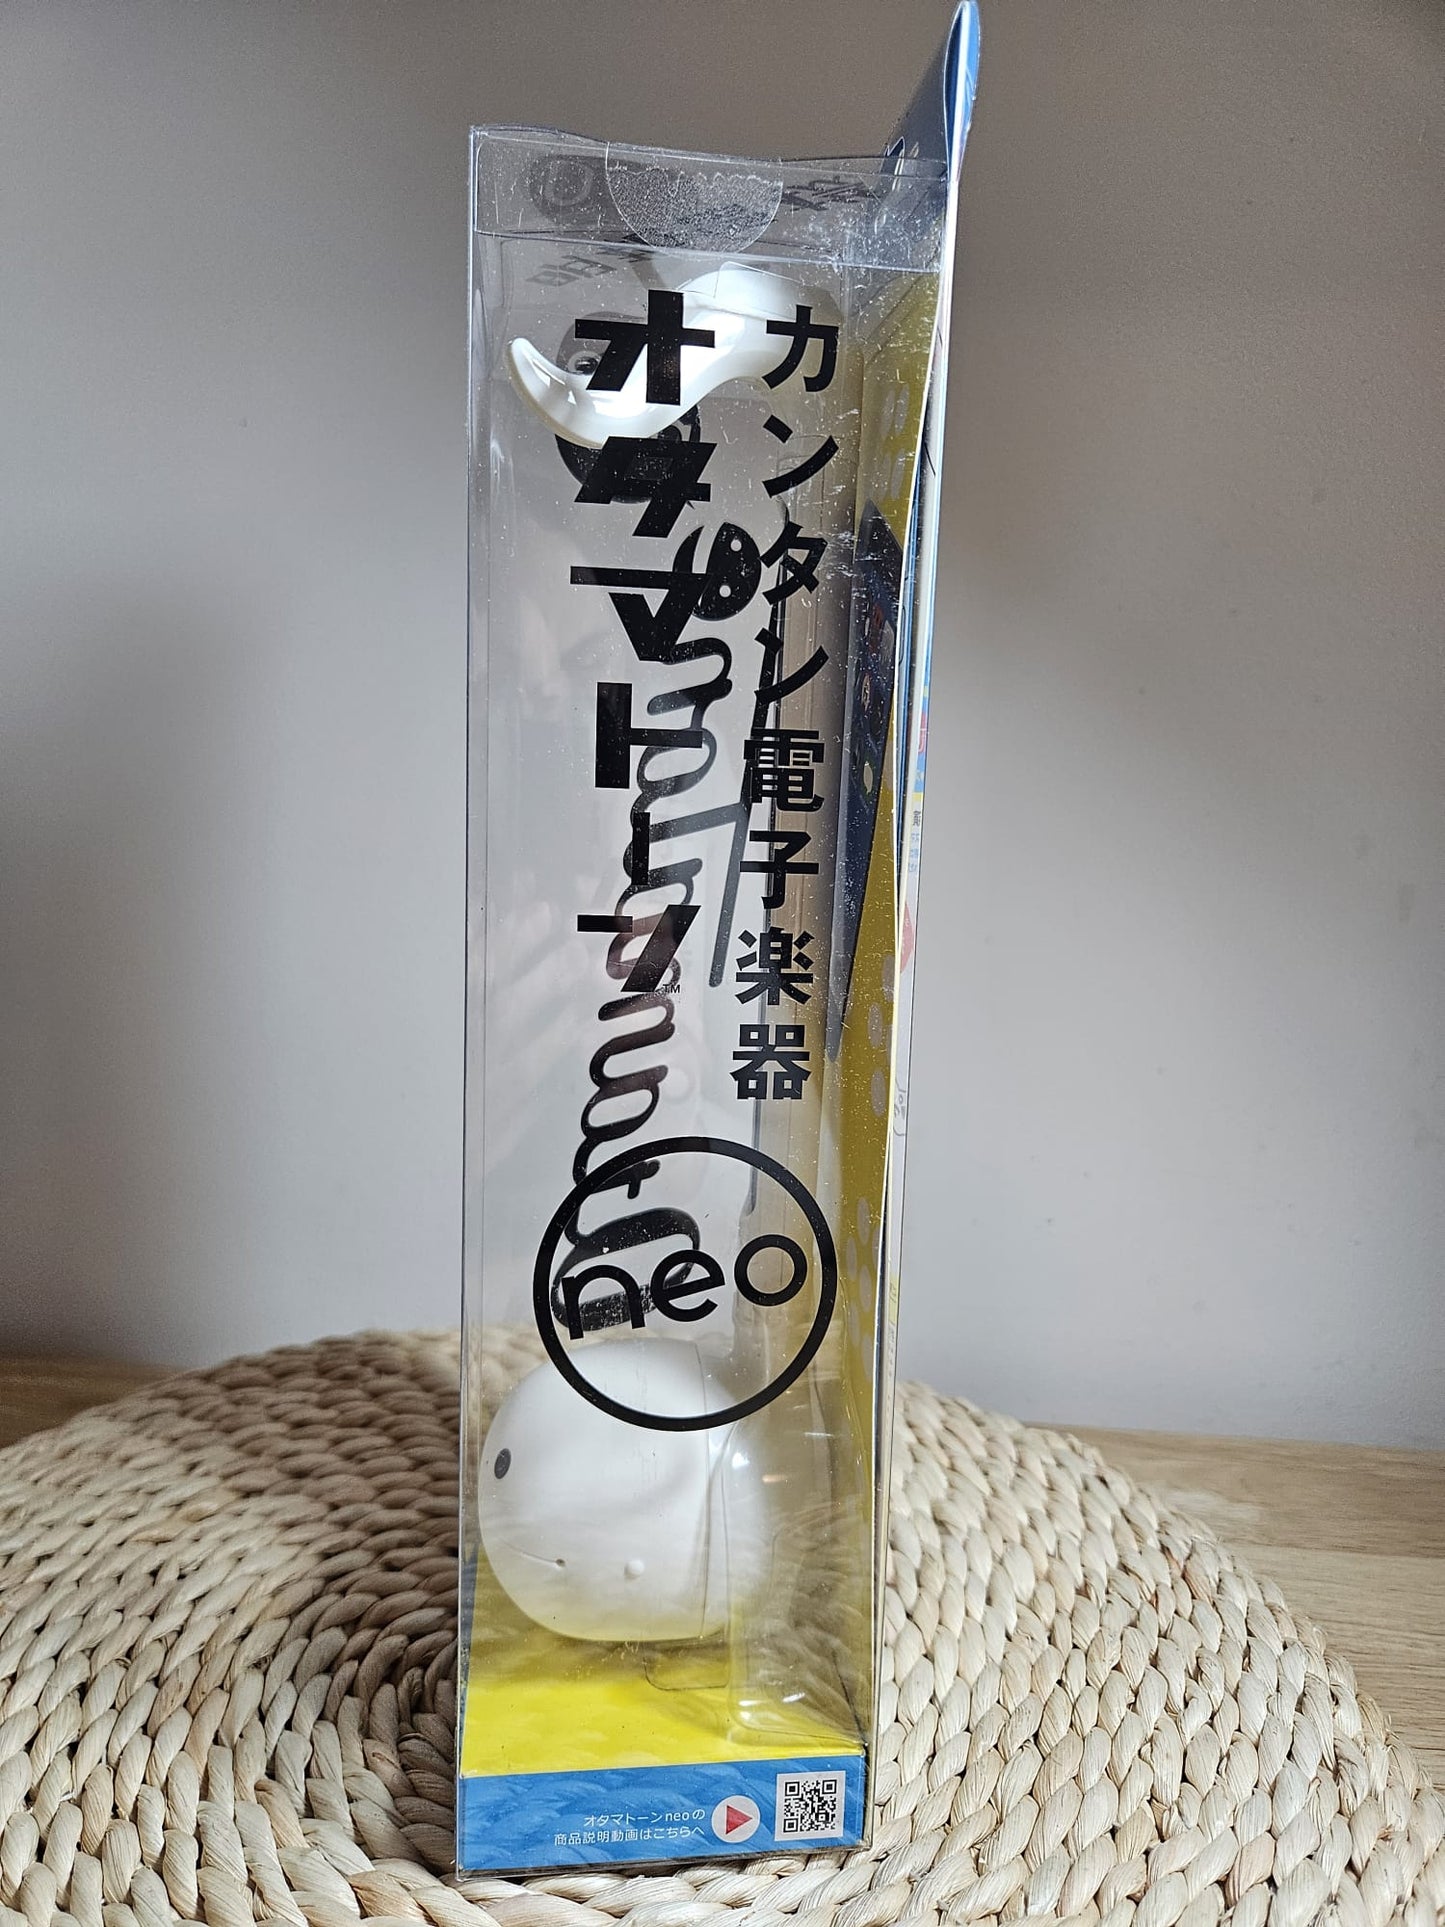 カンタン電子楽器
オタマトーン
TM
neo
オタマトーンneoの
商品説明動画はこちらへ